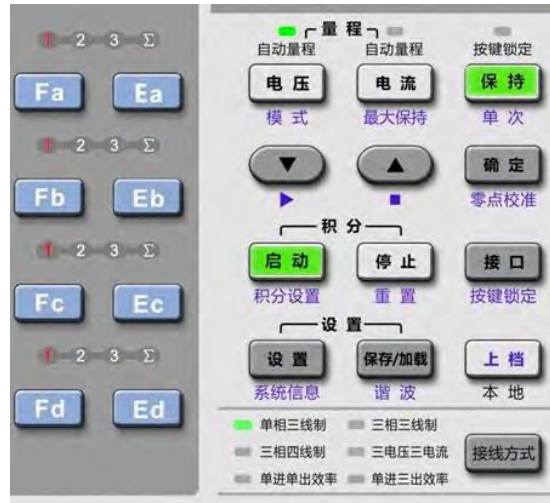 1 2 3 Σ
Fa Ea
1 2 3 Σ
Fb Eb
1 2 3 Σ
Fc Ec
1 2 3 Σ
Fd Ed
量 程
自动量程 自动量程 按键锁定
电 压 电 流 保 持
模 式 最大保持 单 次
▼ ▲ 确 定
▶ ■ 零点校准
积 分
启 动 停 止 接 口
积分设置 重 置 按键锁定
设 置
设 置 保存/加载 上 档
系统信息 谐 波 本 地
单相三线制 三相三线制
三相四线制 三电压三电流
单进单出效率 单进三出效率
接线方式